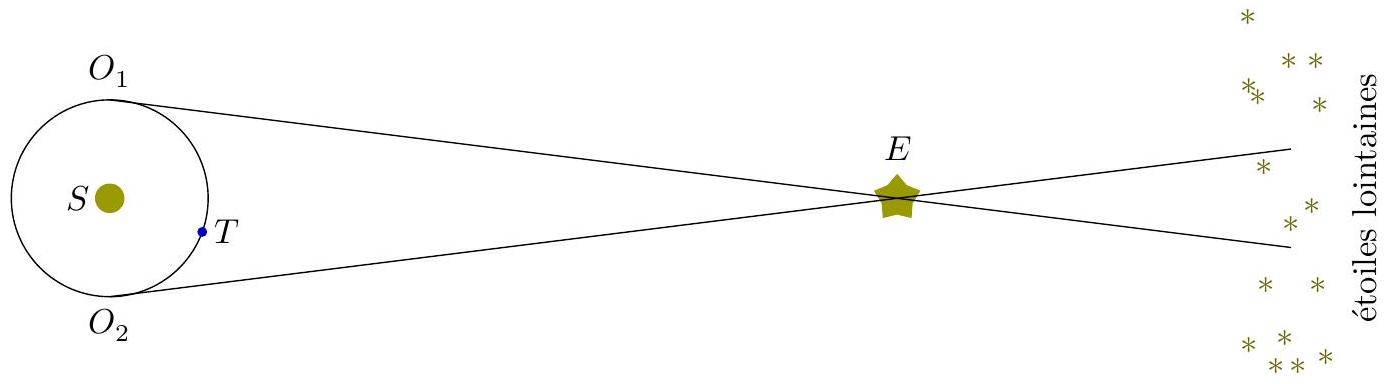 O₁
E
S
T
O₂
étoiles lointaines